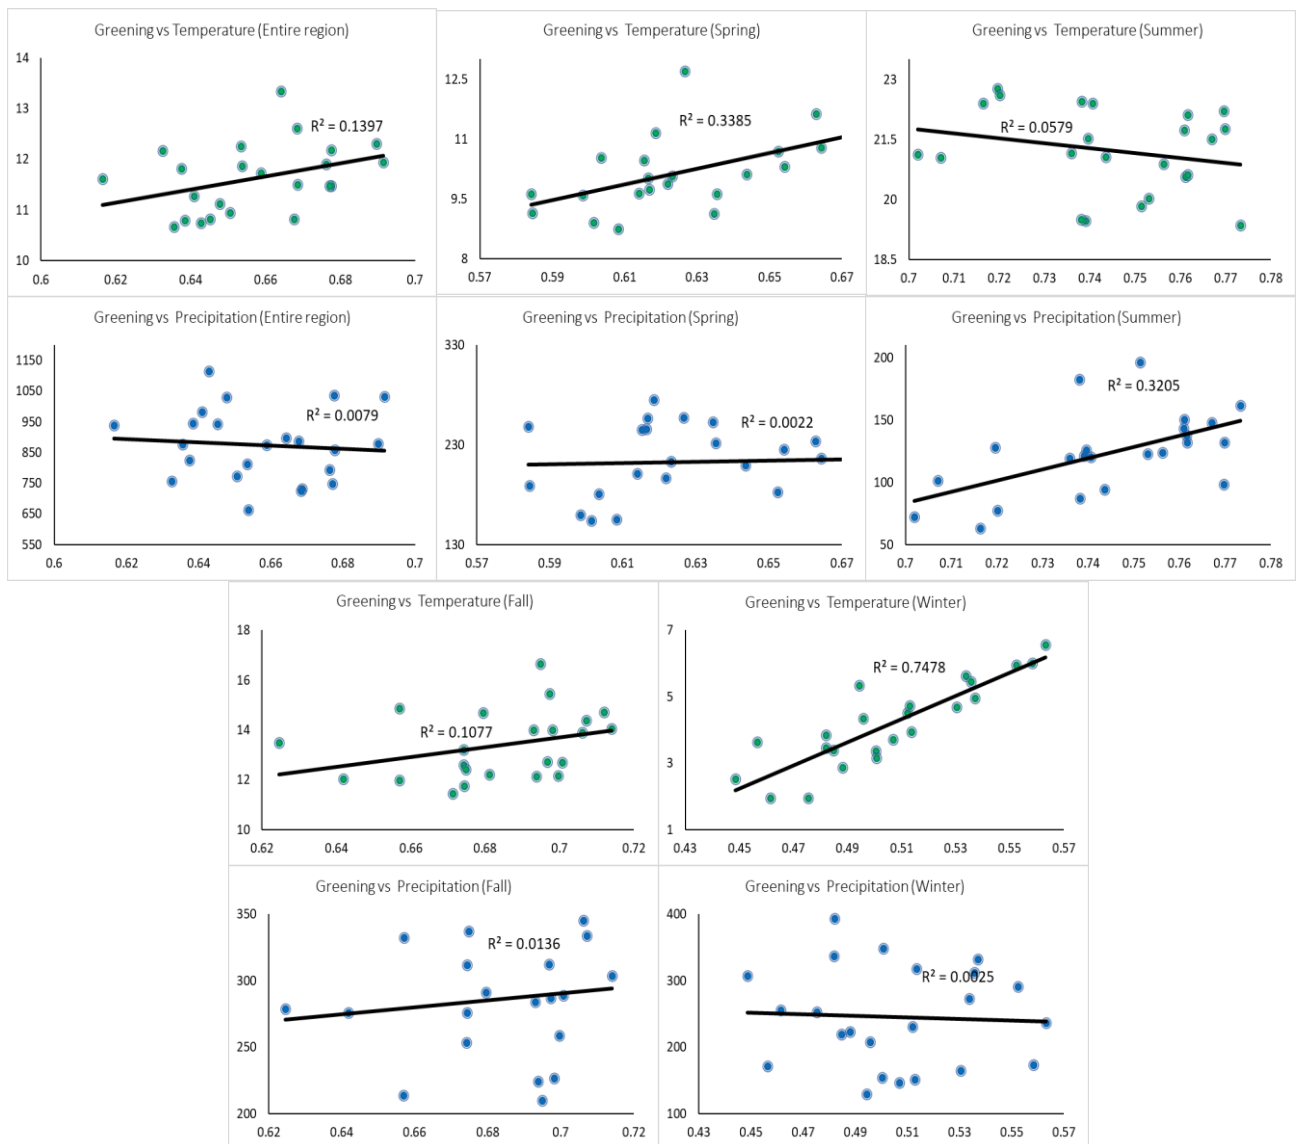 Greening vs Temperature (Entire region)
14
13
12
11
10
R² = 0.1397
0.6 0.62 0.64 0.66 0.68 0.7
Greening vs Temperature (Spring)
12.5
11
9.5
8
R² = 0.3385
0.57 0.59 0.61 0.63 0.65 0.67
Greening vs Temperature (Summer)
23
21.5
20
18.5
R² = 0.0579
0.7 0.71 0.72 0.73 0.74 0.75 0.76 0.77 0.78
Greening vs Precipitation (Entire region)
1150
1050
950
850
750
650
550
R² = 0.0079
0.6 0.62 0.64 0.66 0.68 0.7
Greening vs Precipitation (Spring)
330
230
130
R² = 0.0022
0.57 0.59 0.61 0.63 0.65 0.67
Greening vs Precipitation (Summer)
200
150
100
50
R² = 0.3205
0.7 0.71 0.72 0.73 0.74 0.75 0.76 0.77 0.78
Greening vs Temperature (Fall)
18
16
14
12
10
R² = 0.1077
0.62 0.64 0.66 0.68 0.7 0.72
Greening vs Temperature (Winter)
7
5
3
1
R² = 0.7478
0.43 0.45 0.47 0.49 0.51 0.53 0.55 0.57
Greening vs Precipitation (Fall)
350
300
250
200
R² = 0.0136
0.62 0.64 0.66 0.68 0.7 0.72
Greening vs Precipitation (Winter)
400
300
200
100
R² = 0.0025
0.43 0.45 0.47 0.49 0.51 0.53 0.55 0.57